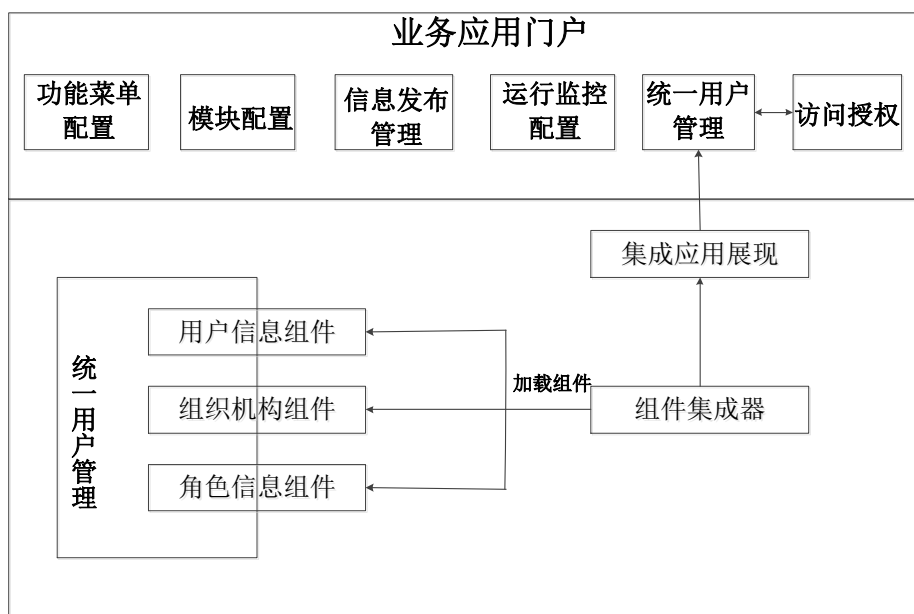 业务应用门户
功能菜单
配置
模块配置
信息发布
管理
运行监控
配置
统一用户
管理
访问授权
集成应用展现
用户信息组件
统一用户管理
加载组件
组织机构组件
组件集成器
角色信息组件